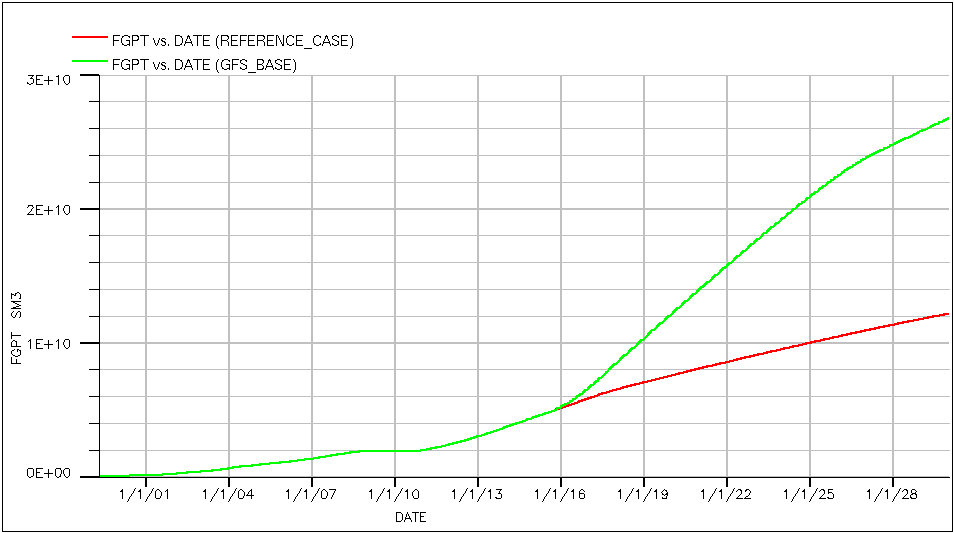 FGPT vs. DATE (REFERENCE_CASE)
FGPT vs. DATE (GFS_BASE)
3E+10
2E+10
1E+10
0E+00
FGPT SM3
1/1/01 1/1/04 1/1/07 1/1/10 1/1/13 1/1/16 1/1/19 1/1/22 1/1/25 1/1/28
DATE